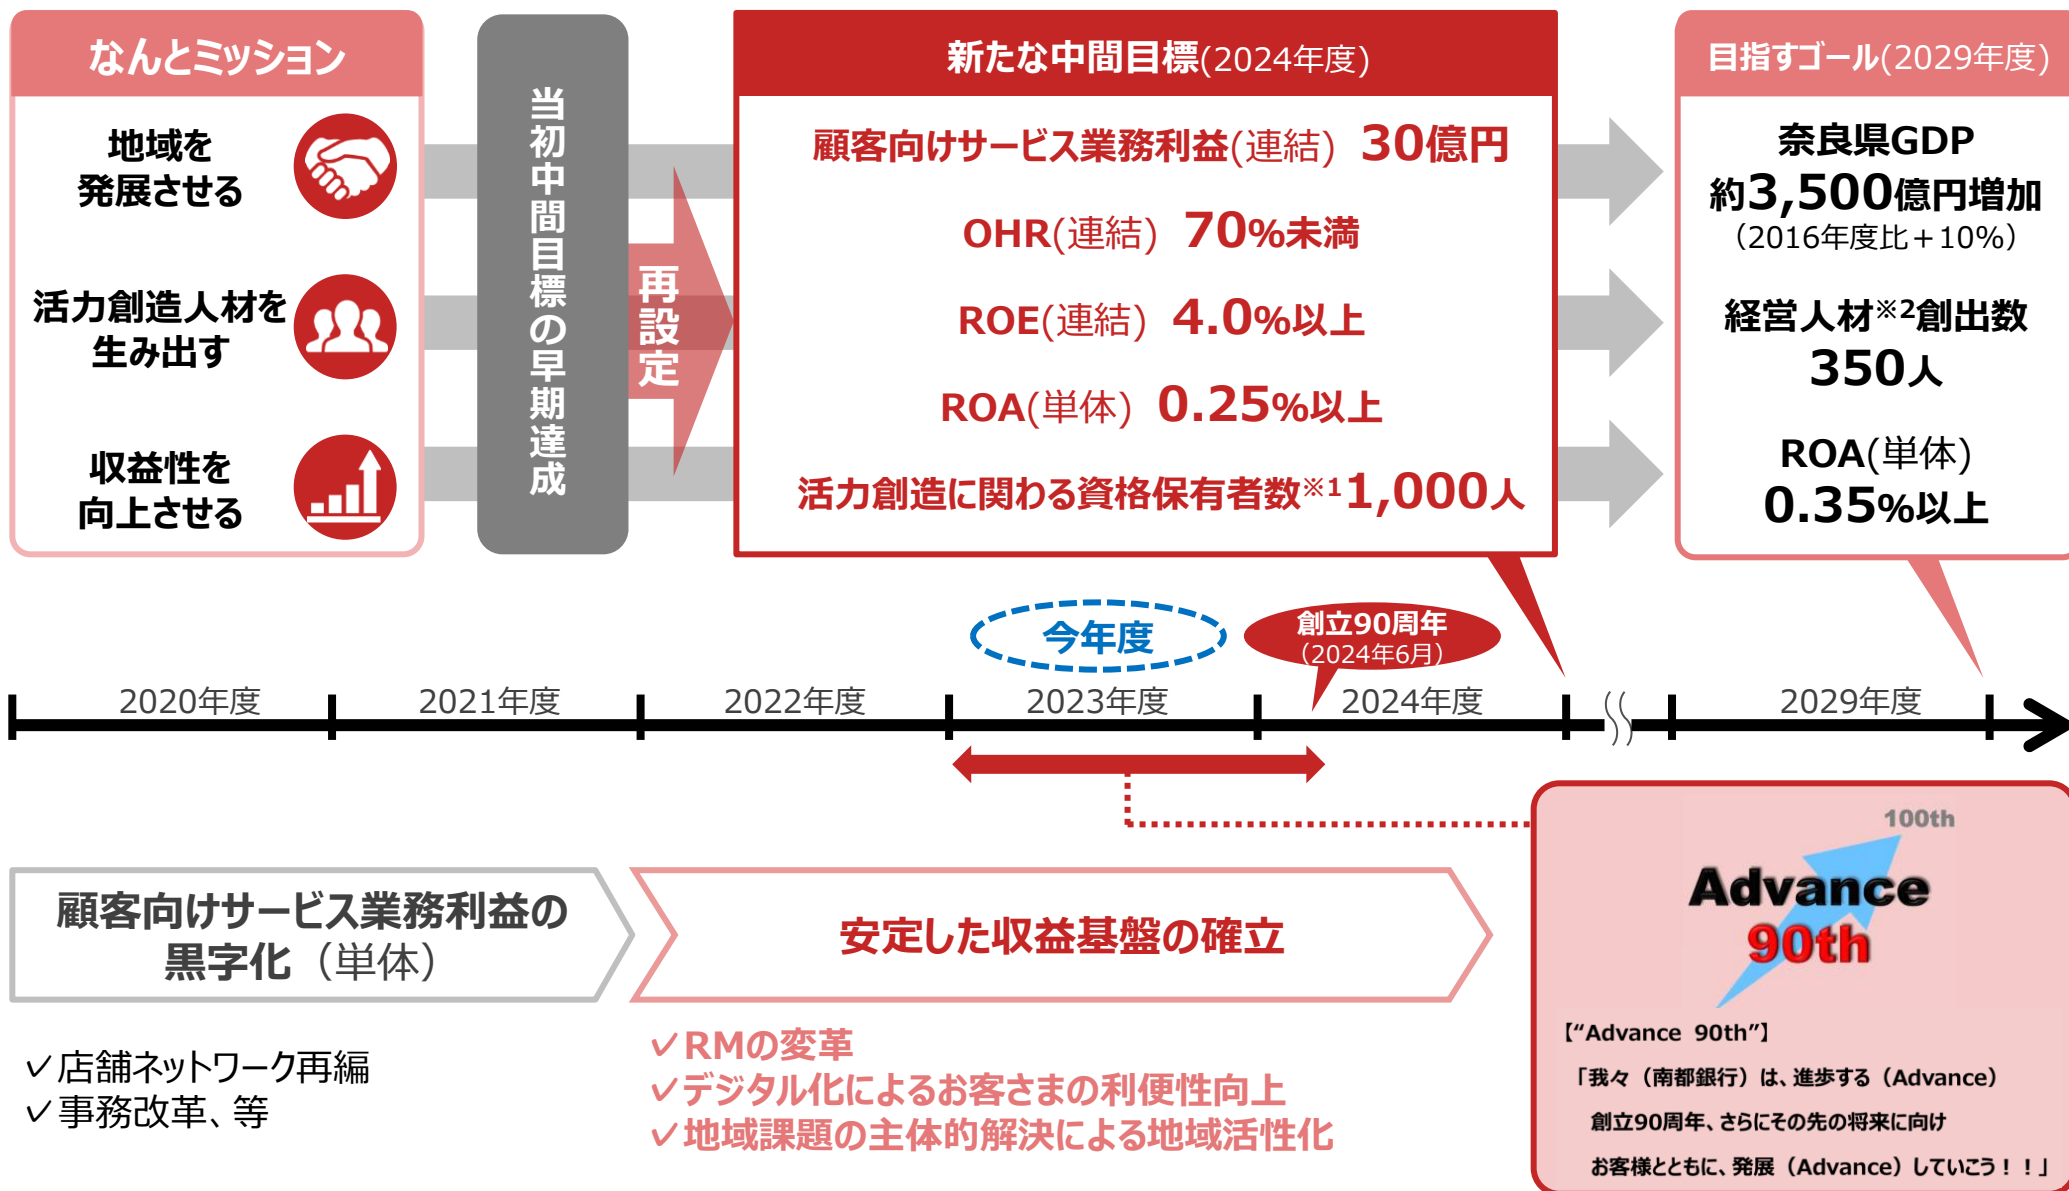 なんとミッション
地域を
発展させる
活力創造人材を
生み出す
収益性を
向上させる
当初中間目標の早期達成
再設定
新たな中間目標(2024年度)
顧客向けサービス業務利益(連結) 30億円
OHR(連結) 70%未満
ROE(連結) 4.0%以上
ROA(単体) 0.25%以上
活力創造に関わる資格保有者数※1 1,000人
目指すゴール(2029年度)
奈良県GDP
約3,500億円増加
（2016年度比＋10%）
経営人材※2創出数
350人
ROA(単体)
0.35%以上
今年度
創立90周年
（2024年6月）
2020年度
2021年度
2022年度
2023年度
2024年度
2029年度
顧客向けサービス業務利益の
黒字化（単体）
✓店舗ネットワーク再編
✓事務改革、等
安定した収益基盤の確立
✓RMの変革
✓デジタル化によるお客さまの利便性向上
✓地域課題の主体的解決による地域活性化
100th
Advance
90th
【“Advance 90th”】
「我々（南都銀行）は、進歩する（Advance）
創立90周年、さらにその先の将来に向け
お客様とともに、発展（Advance）していこう！！」